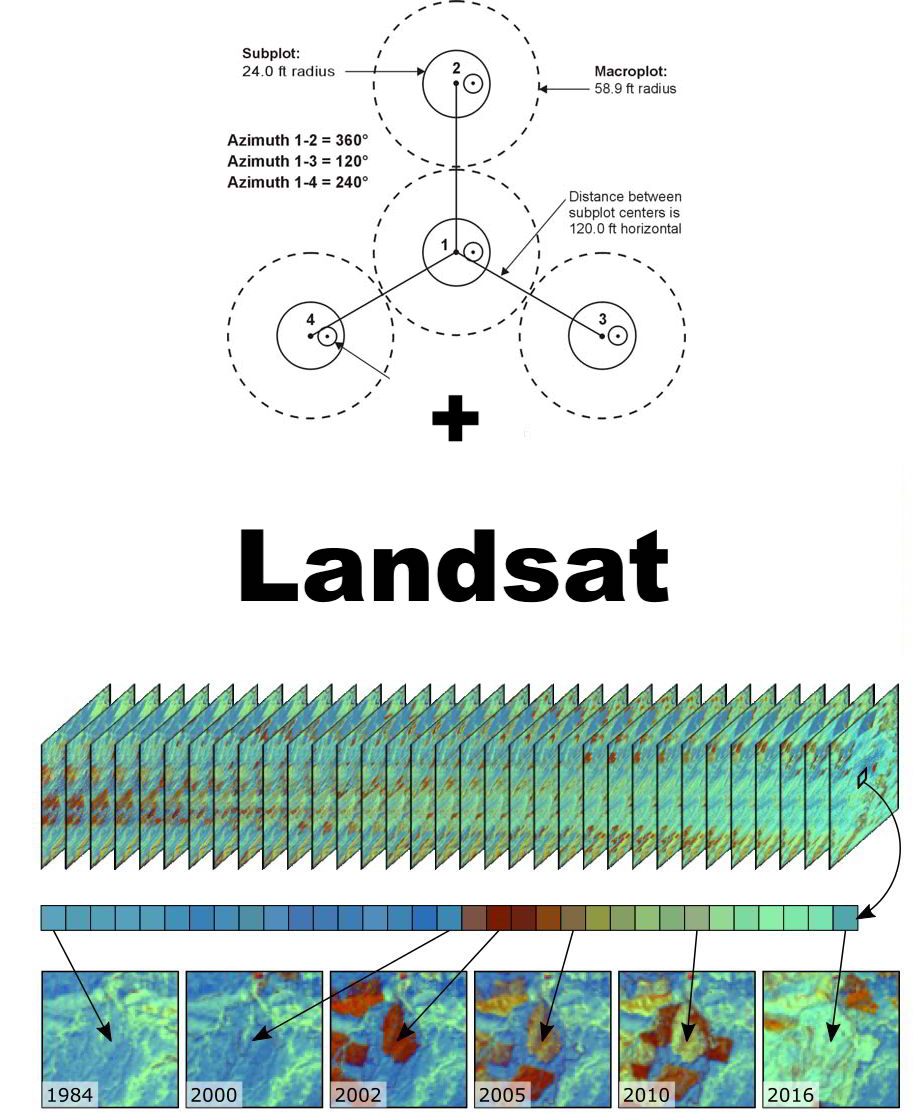 Subplot:
24.0 ft radius
2
Macroplot:
58.9 ft radius
Azimuth 1-2 = 360°
Azimuth 1-3 = 120°
Azimuth 1-4 = 240°
Distance between
subplot centers is
120.0 ft horizontal
1
4
3
+
Landsat
1984
2000
2002
2005
2010
2016